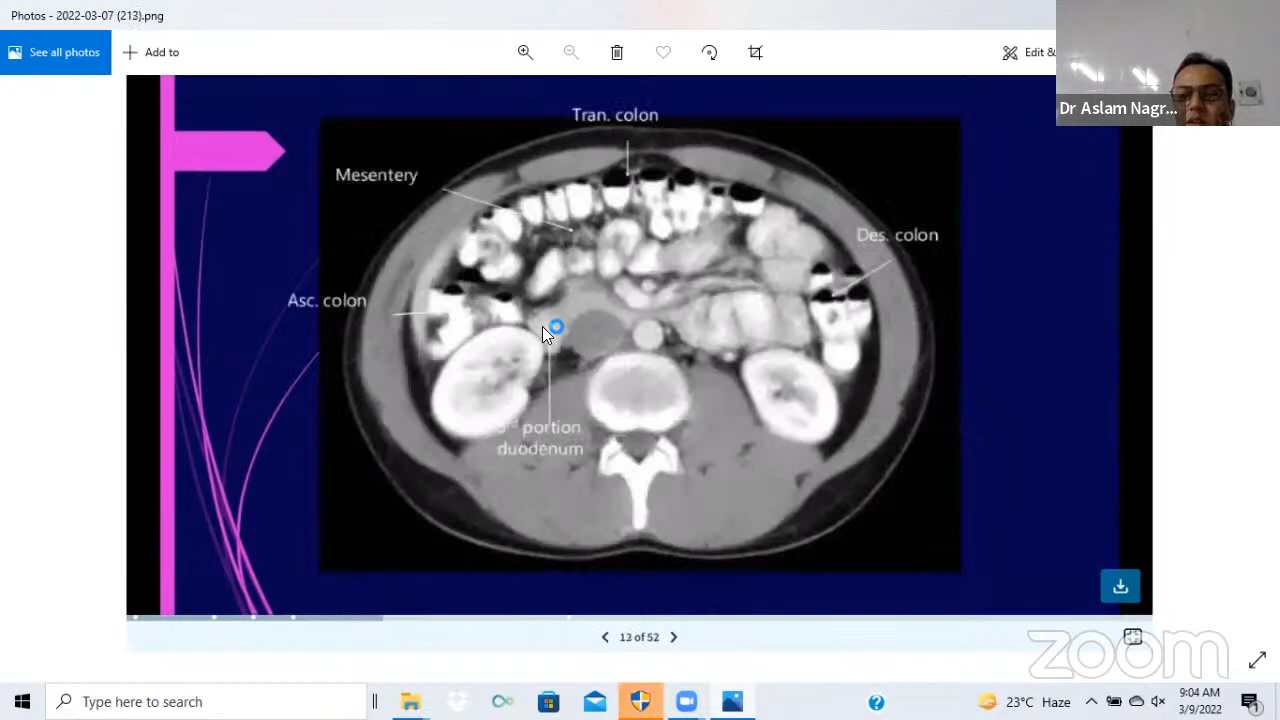 Photos - 2022-03-07 (213).png
See all photos
Add to
Edit &
Dr Aslam Nagr...
Tran. colon
Mesentery
Des. colon
Asc. colon
portion
duodenum
13 of 52
zoom
Type here to search
23°C Haze
9:04 AM
3/9/2022
1